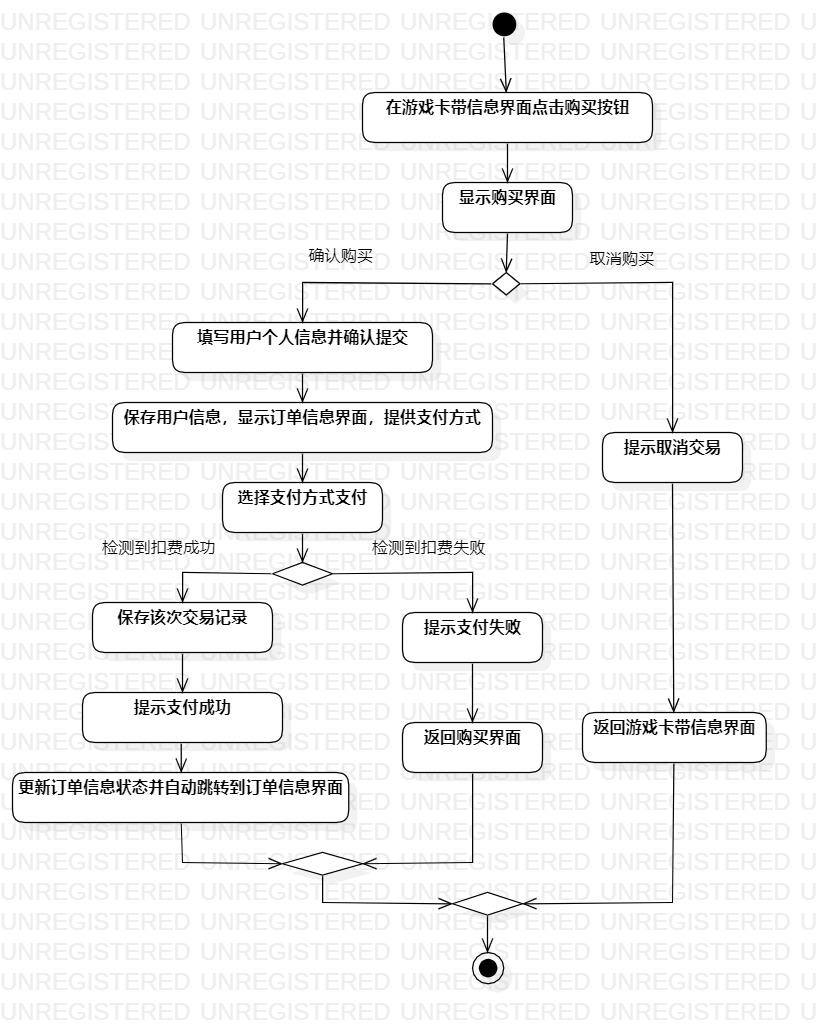 在游戏卡带信息界面点击购买按钮
显示购买界面
确认购买
取消购买
填写用户个人信息并确认提交
保存用户信息，显示订单信息界面，提供支付方式
提示取消交易
选择支付方式支付
检测到扣费成功
检测到扣费失败
保存该次交易记录
提示支付失败
提示支付成功
返回购买界面
返回游戏卡带信息界面
更新订单信息状态并自动跳转到订单信息界面
UNREGISTERED